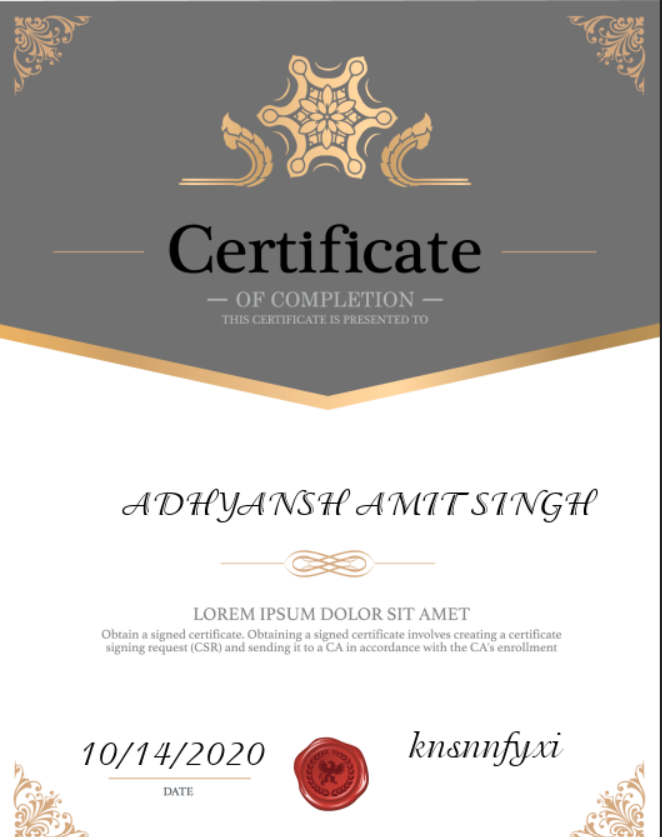 Certificate
— OF COMPLETION —
THIS CERTIFICATE IS PRESENTED TO
ADHYANSH AMIT SINGH
LOREM IPSUM DOLOR SIT AMET
Obtain a signed certificate. Obtaining a signed certificate involves creating a certificate
signing request (CSR) and sending it to a CA in accordance with the CA's enrollment
10/14/2020
knsnnfyxi
DATE